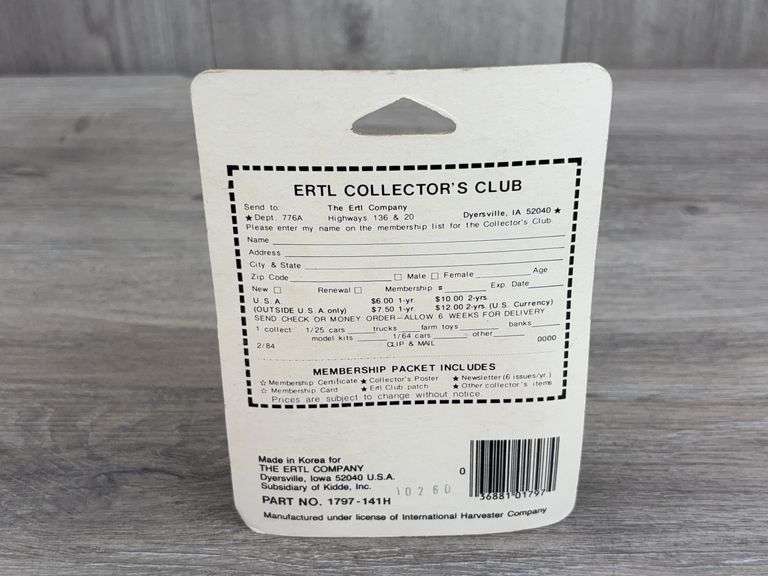 ERTL COLLECTOR'S CLUB
Send to: The Ertl Company
★ Dept. 776A Highways 136 & 20 Dyersville, IA 52040 ★
Please enter my name on the membership list for the Collector's Club
Name
Address
City & State
Zip Code □ Male □ Female Age
New □ Renewal □ Membership # Exp Date
U.S.A. $6.00 1-yr $10.00 2-yrs
(OUTSIDE U.S.A only) $7.50 1-yr $12.00 2-yrs (U.S. Currency)
SEND CHECK OR MONEY ORDER-ALLOW 6 WEEKS FOR DELIVERY
1 collect: 1/25 cars trucks farm toys banks
model kits 1/64 cars other
2/84 CLIP & MAIL 0000
MEMBERSHIP PACKET INCLUDES
☆ Membership Certificate ★ Collector's Poster ★ Newsletter (6 issues/yr.)
☆ Membership Card ★ Ertl Club patch ★ Other collector's items
Prices are subject to change without notice.
Made in Korea for
THE ERTL COMPANY
Dyersville, Iowa 52040 U.S.A.
Subsidiary of Kidde, Inc.
10260
PART NO. 1797-141H
0 36881 01797
Manufactured under license of International Harvester Company